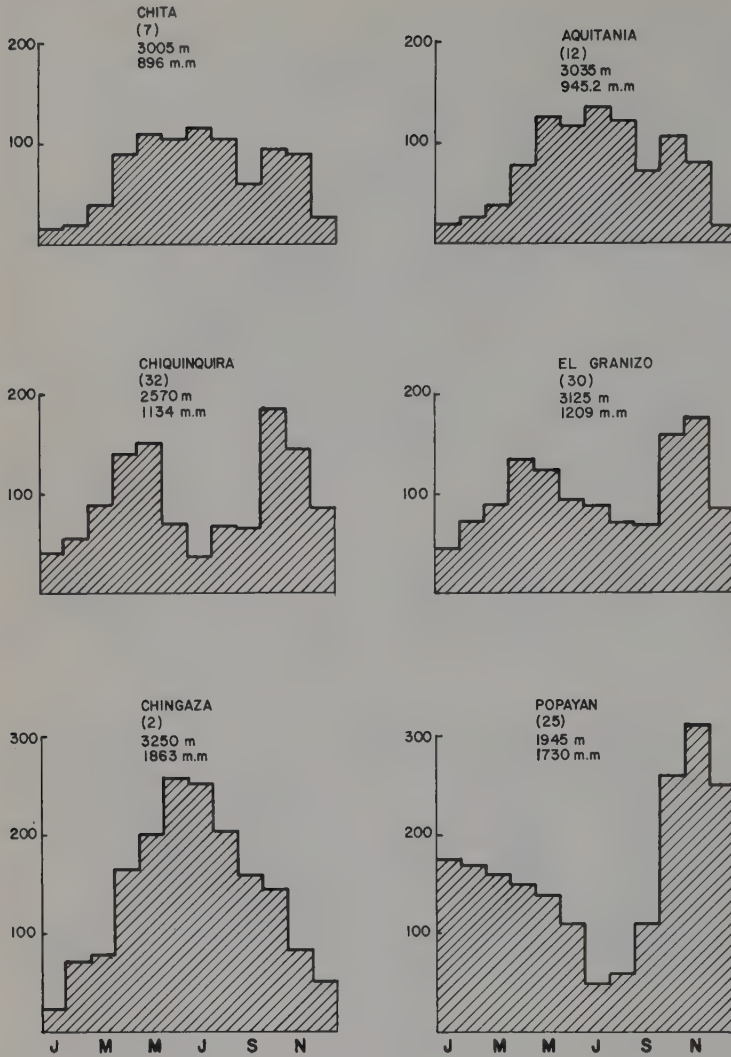 CHITA
(7)
3005 m
896 m.m
200
100
AQUITANIA
(12)
3035 m
945.2 m.m
200
100
CHIQUINQUIRA
(32)
2570 m
1134 m.m
200
100
EL GRANIZO
(30)
3125 m
1209 m.m
200
100
CHINGAZA
(2)
3250 m
1863 m.m
300
200
100
J M M J S N
POPAYAN
(25)
1945 m
1730 m.m
300
200
100
J M M J S N